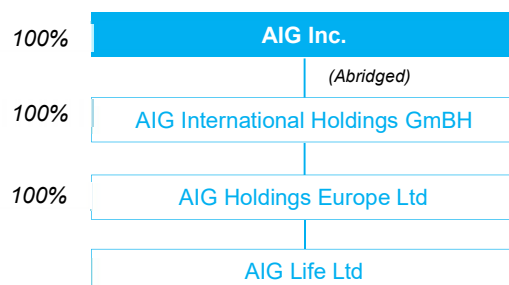 100% AIG Inc.
(Abridged)
100% AIG International Holdings GmBH
100% AIG Holdings Europe Ltd
AIG Life Ltd